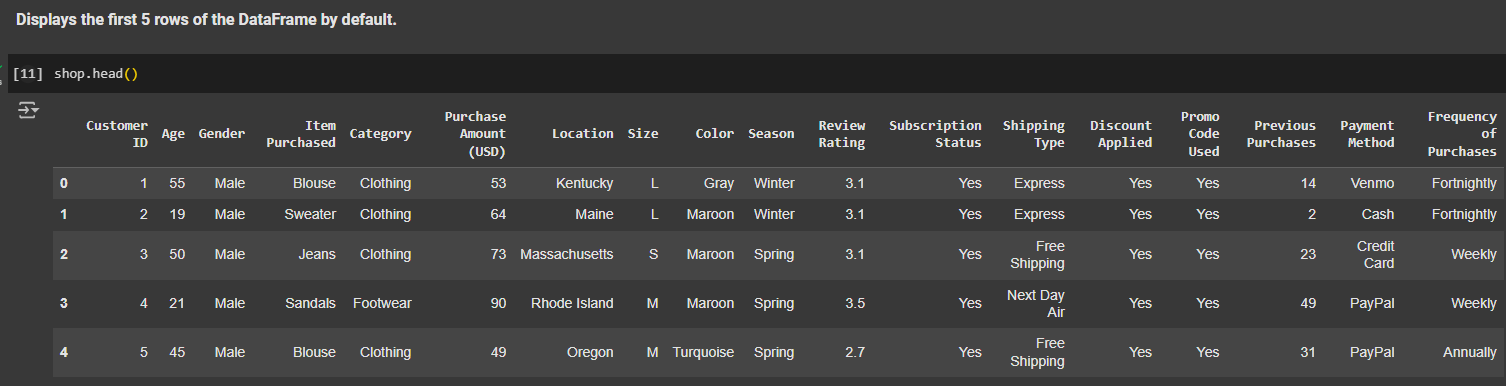 Displays the first 5 rows of the DataFrame by default.
[11] shop.head()
Customer ID Age Gender Item Purchased Category Purchase Amount (USD) Location Size Color Season Review Rating Subscription Status Shipping Type Discount Applied Promo Code Used Previous Purchases Payment Method Frequency of Purchases
0 1 55 Male Blouse Clothing 53 Kentucky L Gray Winter 3.1 Yes Express Yes Yes 14 Venmo Fortnightly
1 2 19 Male Sweater Clothing 64 Maine L Maroon Winter 3.1 Yes Express Yes Yes 2 Cash Fortnightly
2 3 50 Male Jeans Clothing 73 Massachusetts S Maroon Spring 3.1 Yes Free Shipping Yes Yes 23 Credit Card Weekly
3 4 21 Male Sandals Footwear 90 Rhode Island M Maroon Spring 3.5 Yes Next Day Air Yes Yes 49 PayPal Weekly
4 5 45 Male Blouse Clothing 49 Oregon M Turquoise Spring 2.7 Yes Free Shipping Yes Yes 31 PayPal Annually